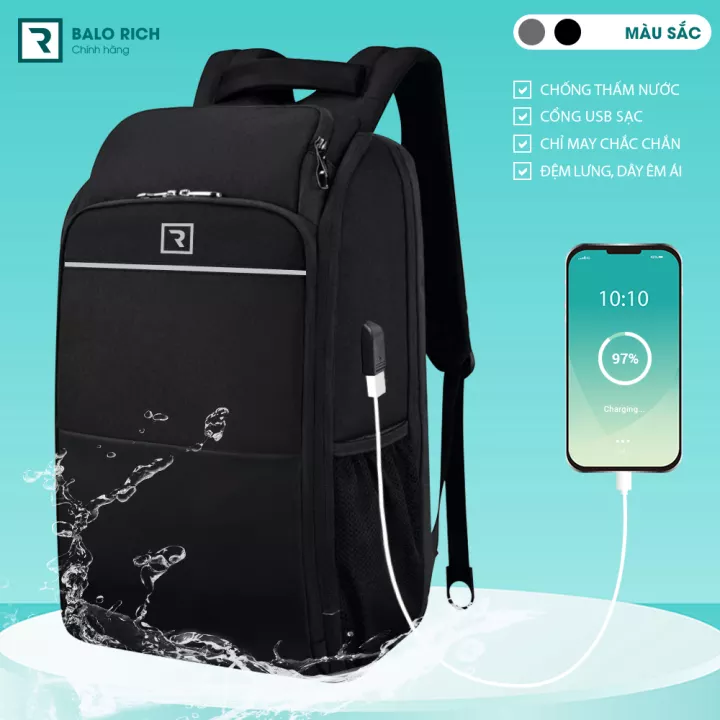 BALO RICH
Chính hãng
MÀU SẮC
CHỐNG THẤM NƯỚC
CỔNG USB SẠC
CHỈ MAY CHẮC CHẮN
ĐỆM LƯNG, DÂY ÊM ÁI
10:10
97%
Charging...